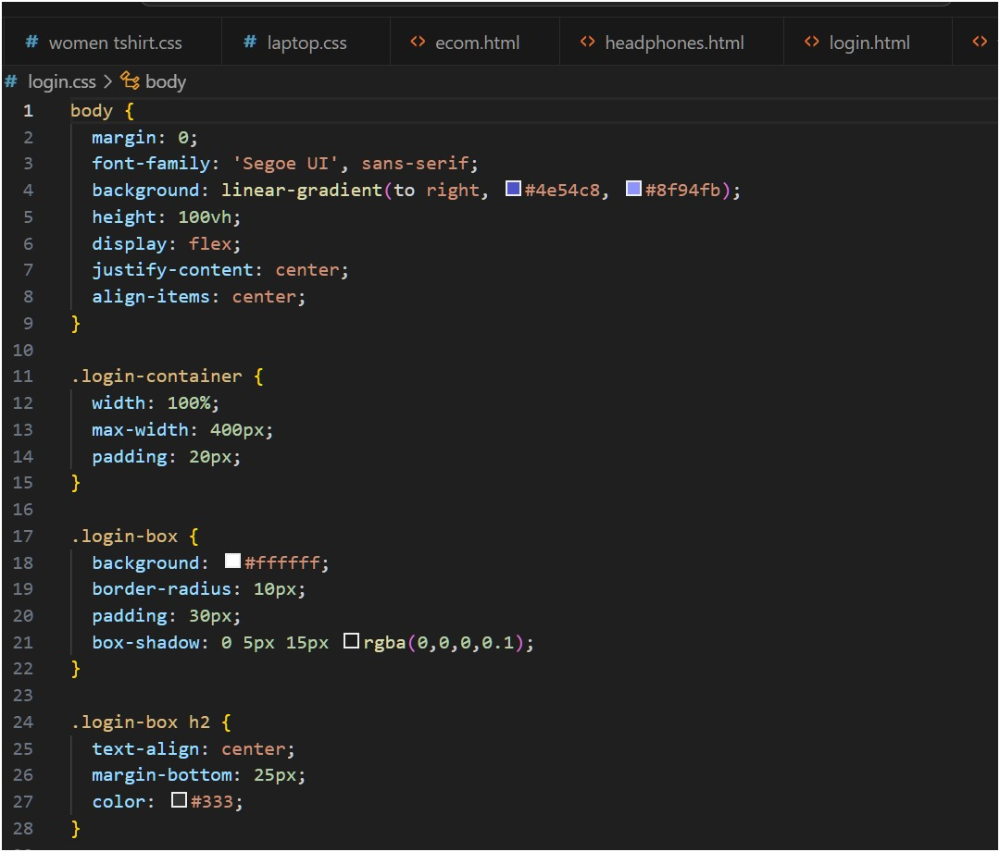 # women tshirt.css # laptop.css <> ecom.html <> headphones.html <> login.html <>
# login.css > body
1 body {
2 margin: 0;
3 font-family: 'Segoe UI', sans-serif;
4 background: linear-gradient(to right, #4e54c8, #8f94fb);
5 height: 100vh;
6 display: flex;
7 justify-content: center;
8 align-items: center;
9 }
10
11 .login-container {
12 width: 100%;
13 max-width: 400px;
14 padding: 20px;
15 }
16
17 .login-box {
18 background: #ffffff;
19 border-radius: 10px;
20 padding: 30px;
21 box-shadow: 0 5px 15px rgba(0,0,0,0.1);
22 }
23
24 .login-box h2 {
25 text-align: center;
26 margin-bottom: 25px;
27 color: #333;
28 }